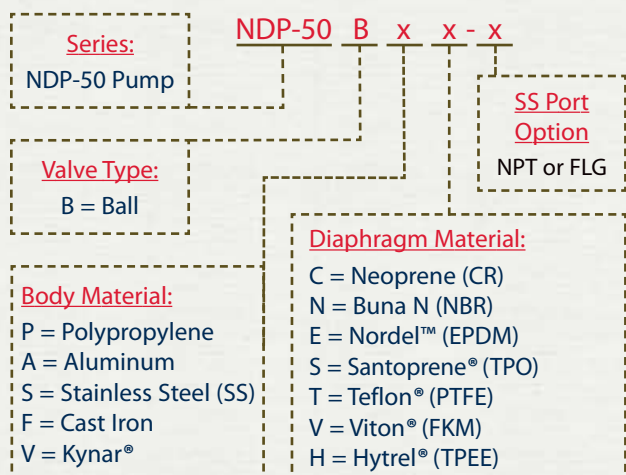 NDP-50 B x x - x
Series:
NDP-50 Pump
Valve Type:
B = Ball
SS Port
Option
NPT or FLG
Body Material:
P = Polypropylene
A = Aluminum
S = Stainless Steel (SS)
F = Cast Iron
V = Kynar®
Diaphragm Material:
C = Neoprene (CR)
N = Buna N (NBR)
E = Nordel™ (EPDM)
S = Santoprene® (TPO)
T = Teflon® (PTFE)
V = Viton® (FKM)
H = Hytrel® (TPEE)